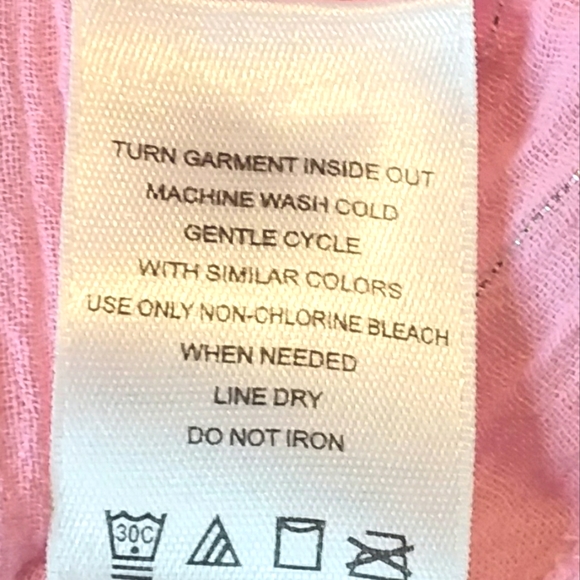 TURN GARMENT INSIDE OUT
MACHINE WASH COLD
GENTLE CYCLE
WITH SIMILAR COLORS
USE ONLY NON-CHLORINE BLEACH
WHEN NEEDED
LINE DRY
DO NOT IRON
30C